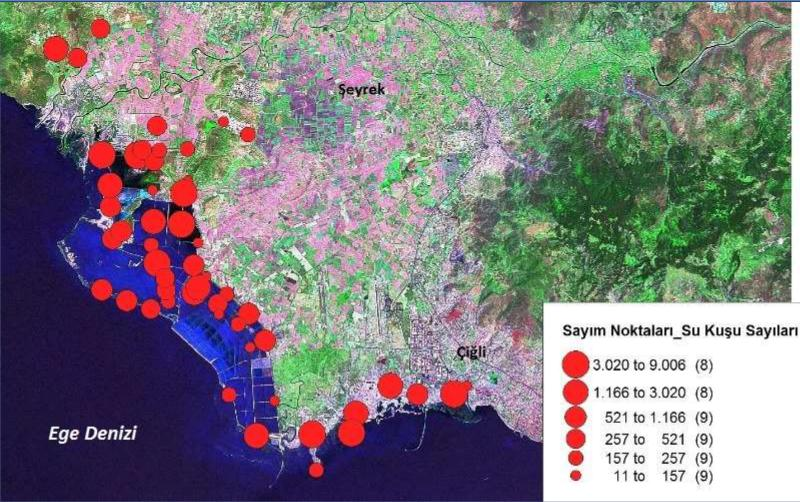 Şeyrek
Çiğli
Ege Denizi
Sayım Noktaları_Su Kuşu Sayıları
3.020 to 9.006 (8)
1.166 to 3.020 (8)
521 to 1.166 (9)
257 to 521 (9)
157 to 257 (9)
11 to 157 (9)